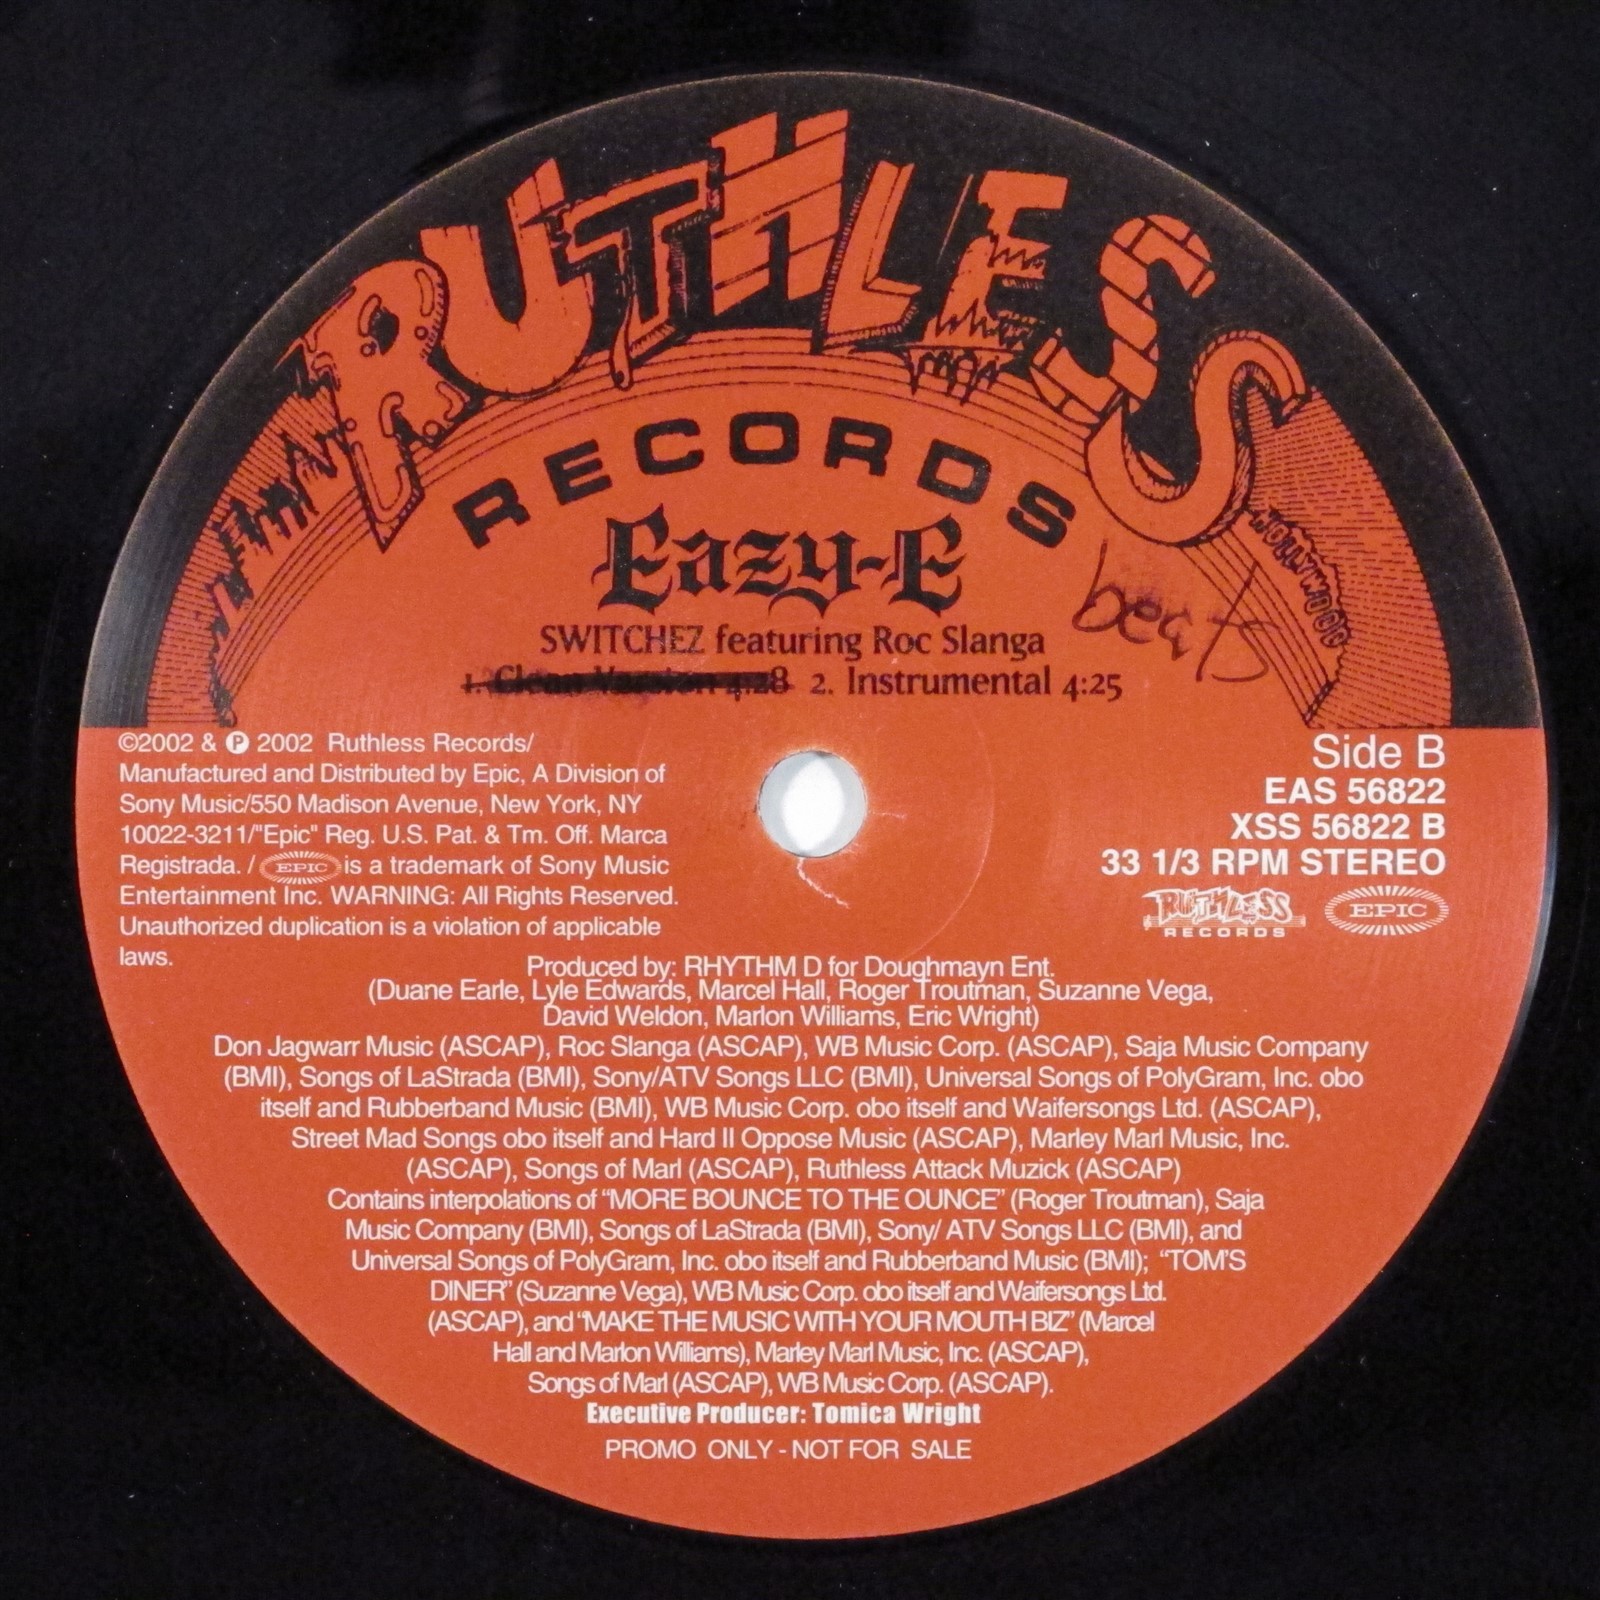 RUTHLESS
HOLLYWOOD
RECORDS
Eazy-E
beats
SWITCHEZ featuring Roc Slanga
1. Clean Version 4:28 2. Instrumental 4:25
©2002 & Ⓟ 2002 Ruthless Records/
Manufactured and Distributed by Epic, A Division of
Sony Music/550 Madison Avenue, New York, NY
10022-3211/"Epic" Reg. U.S. Pat. & Tm. Off. Marca
Registrada. / EPIC is a trademark of Sony Music
Entertainment Inc. WARNING: All Rights Reserved.
Unauthorized duplication is a violation of applicable
laws.
Side B
EAS 56822
XSS 56822 B
33 1/3 RPM STEREO
RUTHLESS RECORDS EPIC
Produced by: RHYTHM D for Doughmayn Ent.
(Duane Earle, Lyle Edwards, Marcel Hall, Roger Troutman, Suzanne Vega,
David Weldon, Marlon Williams, Eric Wright)
Don Jagwarr Music (ASCAP), Roc Slanga (ASCAP), WB Music Corp. (ASCAP), Saja Music Company
(BMI), Songs of LaStrada (BMI), Sony/ATV Songs LLC (BMI), Universal Songs of PolyGram, Inc. obo
itself and Rubberband Music (BMI), WB Music Corp. obo itself and Waifersongs Ltd. (ASCAP),
Street Mad Songs obo itself and Hard II Oppose Music (ASCAP), Marley Marl Music, Inc.
(ASCAP), Songs of Marl (ASCAP), Ruthless Attack Muzick (ASCAP)
Contains interpolations of “MORE BOUNCE TO THE OUNCE” (Roger Troutman), Saja
Music Company (BMI), Songs of LaStrada (BMI), Sony/ ATV Songs LLC (BMI), and
Universal Songs of PolyGram, Inc. obo itself and Rubberband Music (BMI); “TOM'S
DINER” (Suzanne Vega), WB Music Corp. obo itself and Waifersongs Ltd.
(ASCAP), and “MAKE THE MUSIC WITH YOUR MOUTH BIZ” (Marcel
Hall and Marlon Williams), Marley Marl Music, Inc. (ASCAP),
Songs of Marl (ASCAP), WB Music Corp. (ASCAP).
Executive Producer: Tomica Wright
PROMO ONLY - NOT FOR SALE